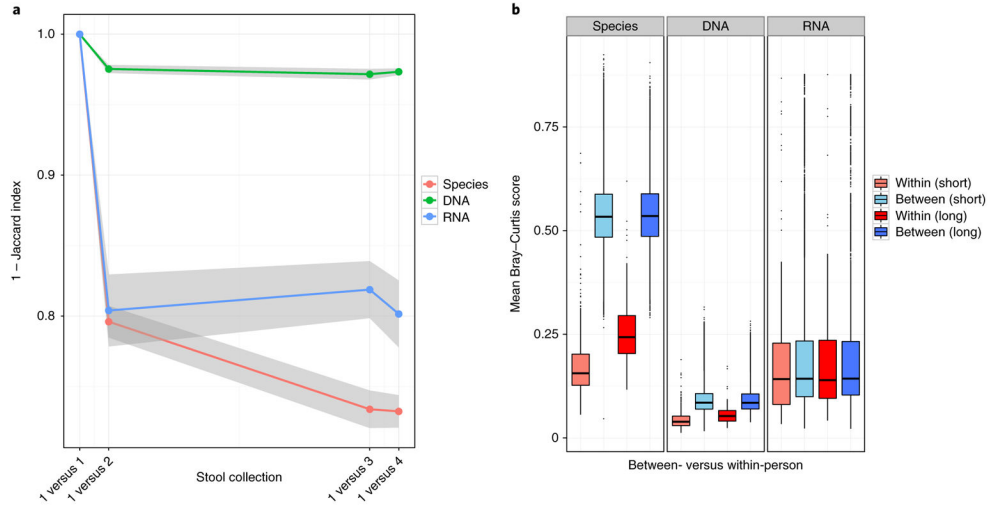 a
1.0
0.9
0.8
1 – Jaccard index
1 versus 1
1 versus 2
1 versus 3
1 versus 4
Stool collection
Species
DNA
RNA
b
Species
DNA
RNA
0.75
0.50
0.25
0
Mean Bray–Curtis score
Between- versus within-person
Within (short)
Between (short)
Within (long)
Between (long)